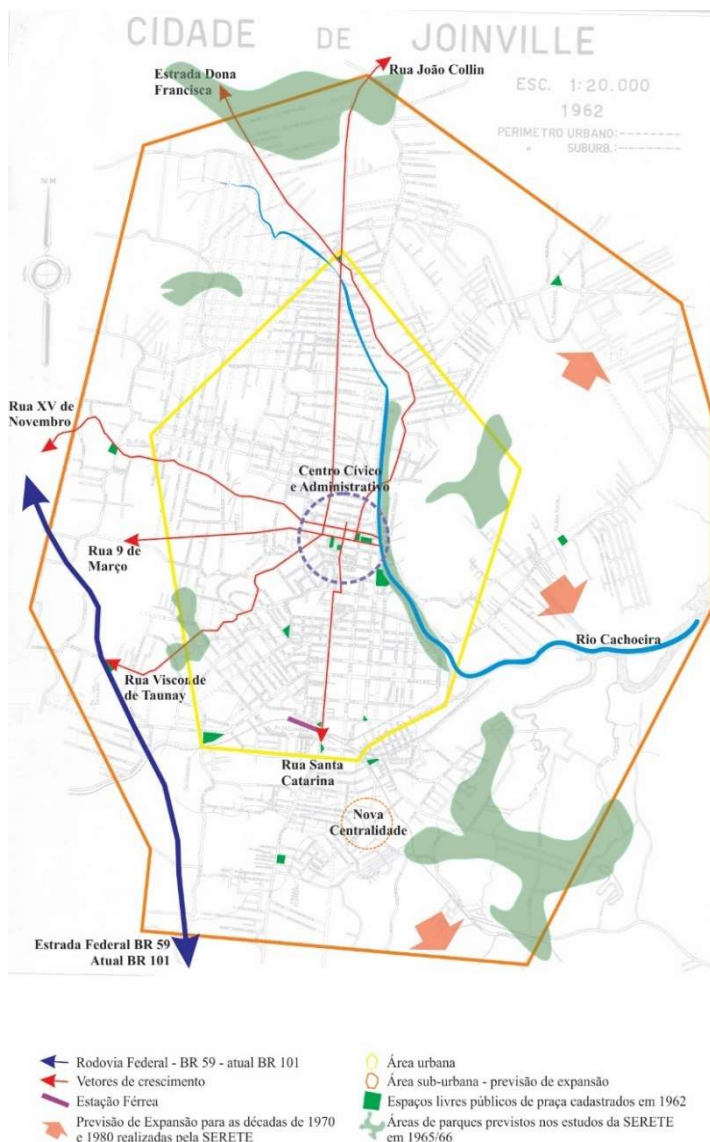 CIDADE DE JOINVILLE
Estrada Dona
Francisca
Rua João Collin
ESC. 1:20.000
1962
PERIMETRO URBANO:
" SUBURB.:
N M
Rua XV de
Novembro
Centro Cívico
e Administrativo
Rua 9 de
Março
Rio Cachoeira
Rua Visconde
de Taunay
Rua Santa
Catarina
Nova
Centralidade
Estrada Federal BR 59
Atual BR 101
Rodovia Federal - BR 59 - atual BR 101
Vetores de crescimento
Estação Férrea
Previsão de Expansão para as décadas de 1970
e 1980 realizadas pela SERETE
Área urbana
Área sub-urbana - previsão de expansão
Espaços livres públicos de praça cadastrados em 1962
Áreas de parques previstos nos estudos da SERETE
em 1965/66